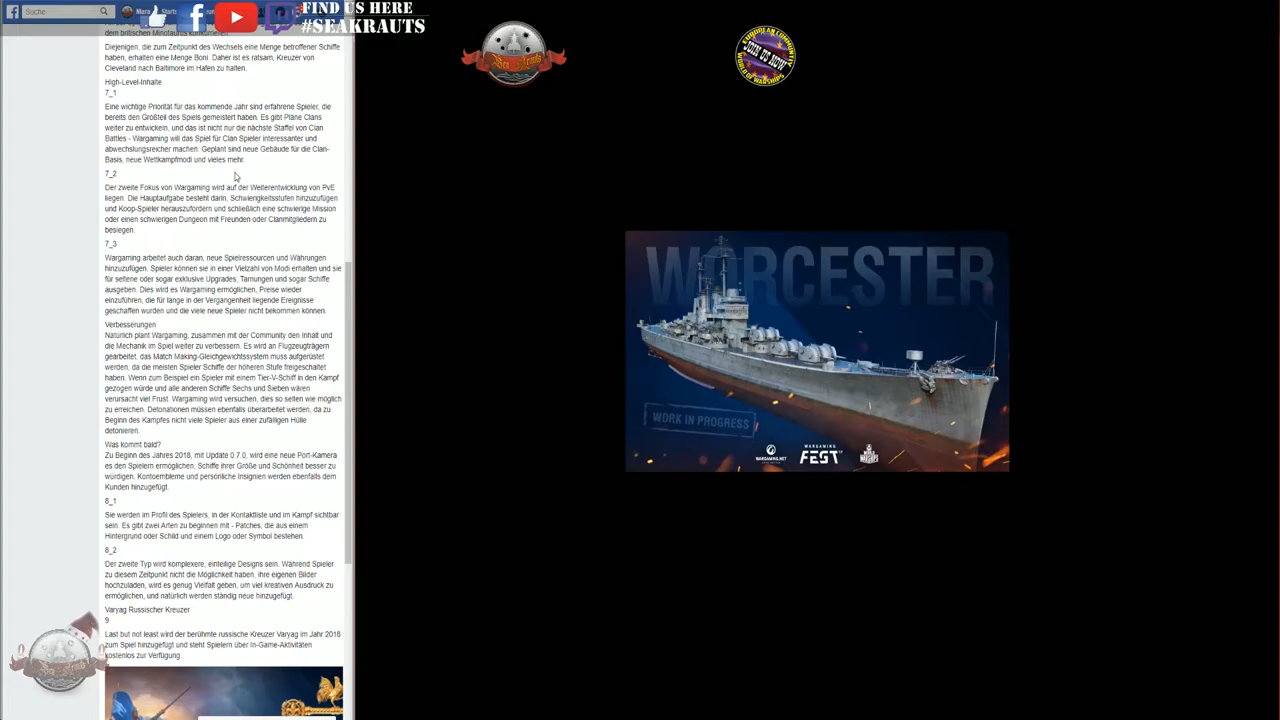 Suche
Mara
Starts
FIND US HERE
#SEAKRAUTS
dem britischen Minotaurus konkurrieren.
Diejenigen, die zum Zeitpunkt des Wechsels eine Menge betroffener Schiffe
haben, erhalten eine Menge Boni. Daher ist es ratsam, Kreuzer von
Cleveland nach Baltimore im Hafen zu halten.
High-Level-Inhalte
7_1
Eine wichtige Priorität für das kommende Jahr sind erfahrene Spieler, die
bereits den Großteil des Spiels gemeistert haben. Es gibt Pläne Clans
weiter zu entwickeln, und das ist nicht nur die nächste Staffel von Clan
Battles - Wargaming will das Spiel für Clan Spieler interessanter und
abwechslungsreicher machen. Geplant sind neue Gebäude für die Clan-
Basis, neue Wettkampfmodi und vieles mehr.
7_2
Der zweite Fokus von Wargaming wird auf der Weiterentwicklung von PvE
liegen. Die Hauptaufgabe besteht darin, Schwierigkeitsstufen hinzuzufügen
und Koop-Spieler herauszufordern und schließlich eine schwierige Mission
oder einen schwierigen Dungeon mit Freunden oder Clanmitgliedern zu
besiegen.
7_3
Wargaming arbeitet auch daran, neue Spielressourcen und Währungen
hinzuzufügen. Spieler können sie in einer Vielzahl von Modi erhalten und sie
für seltene oder sogar exklusive Upgrades, Tarnungen und sogar Schiffe
ausgeben. Dies wird es Wargaming ermöglichen, Preise wieder
einzuführen, die für lange in der Vergangenheit liegende Ereignisse
geschaffen wurden und die viele neue Spieler nicht bekommen können.
Verbesserungen
Natürlich plant Wargaming, zusammen mit der Community den Inhalt und
die Mechanik im Spiel weiter zu verbessern. Es wird an Flugzeugträgern
gearbeitet, das Match Making-Gleichgewichtssystem muss aufgerüstet
werden, da die meisten Spieler Schiffe der höheren Stufe freigeschaltet
haben. Wenn zum Beispiel ein Spieler mit einem Tier-V-Schiff in den Kampf
gezogen würde und alle anderen Schiffe Sechs und Sieben wären
verursacht viel Frust. Wargaming wird versuchen, dies so selten wie möglich
zu erreichen. Detonationen müssen ebenfalls überarbeitet werden, da zu
Beginn des Kampfes nicht viele Spieler aus einer zufälligen Hülle
detonieren.
Was kommt bald?
Zu Beginn des Jahres 2018, mit Update 0.7.0, wird eine neue Port-Kamera
es den Spielern ermöglichen, Schiffe ihrer Größe und Schönheit besser zu
würdigen. Kontoembleme und persönliche Insignien werden ebenfalls dem
Kunden hinzugefügt.
8_1
Sie werden im Profil des Spielers, in der Kontaktliste und im Kampf sichtbar
sein. Es gibt zwei Arten zu beginnen mit - Patches, die aus einem
Hintergrund oder Schild und einem Logo oder Symbol bestehen.
8_2
Der zweite Typ wird komplexere, einteilige Designs sein. Während Spieler
zu diesem Zeitpunkt nicht die Möglichkeit haben, ihre eigenen Bilder
hochzuladen, wird es genug Vielfalt geben, um viel kreativen Ausdruck zu
ermöglichen, und natürlich werden ständig neue hinzugefügt.
Varyag Russischer Kreuzer
9
Last but not least wird der berühmte russische Kreuzer Varyag im Jahr 2018
zum Spiel hinzugefügt und steht Spielern über In-Game-Aktivitäten
kostenlos zur Verfügung.
EUROPEAN COMMUNITY
JOIN US NOW
WORLD OF WARSHIPS
WORCESTER
WORK IN PROGRESS
WARGAMING.NET
WARGAMING
FEST